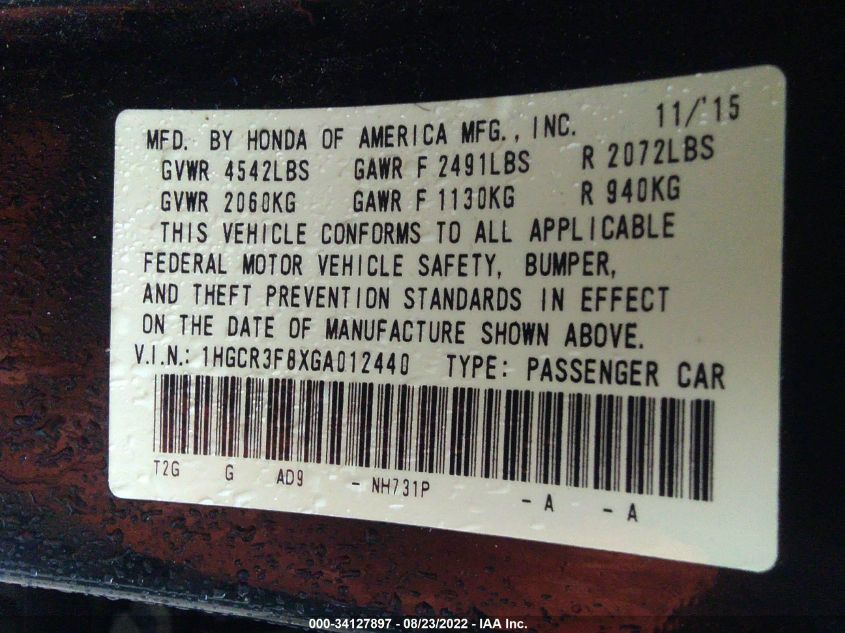 MFD. BY HONDA OF AMERICA MFG., INC. 11/'15
GVWR 4542LBS GAWR F 2491LBS R 2072LBS
GVWR 2060KG GAWR F 1130KG R 940KG
THIS VEHICLE CONFORMS TO ALL APPLICABLE
FEDERAL MOTOR VEHICLE SAFETY, BUMPER,
AND THEFT PREVENTION STANDARDS IN EFFECT
ON THE DATE OF MANUFACTURE SHOWN ABOVE.
V.I.N.: 1HGCR3F8XGA012440 TYPE: PASSENGER CAR
T2G G AD9 - NH731P - A - A
000-34127897 - 08/23/2022 - IAA Inc.